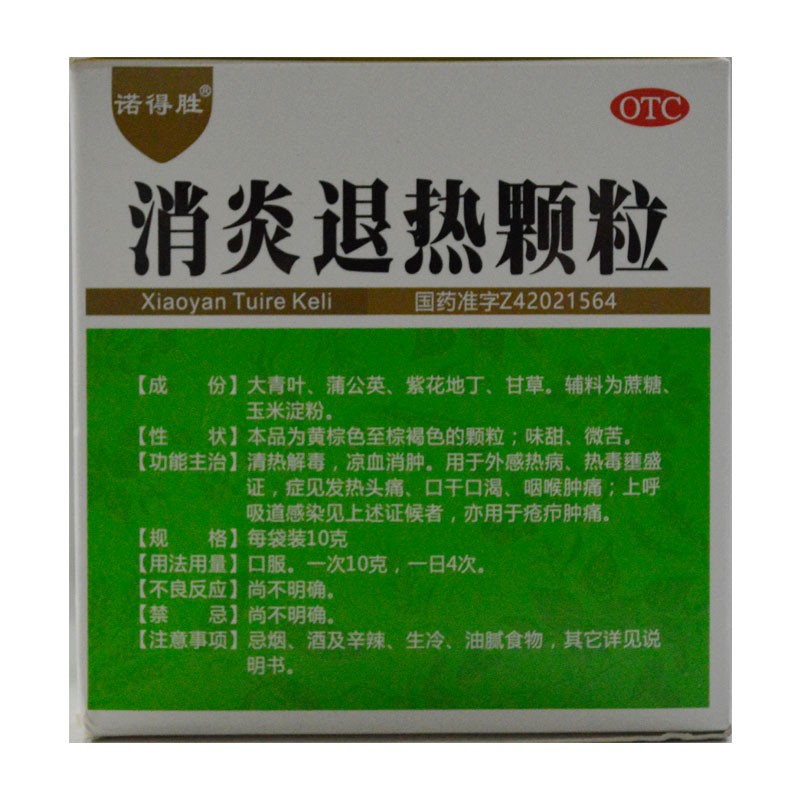 诺得胜®
OTC
消炎退热颗粒
Xiaoyan Tuire Keli 国药准字Z42021564
【成 份】大青叶、蒲公英、紫花地丁、甘草。辅料为蔗糖、
玉米淀粉。
【性 状】本品为黄棕色至棕褐色的颗粒；味甜、微苦。
【功能主治】清热解毒，凉血消肿。用于外感热病、热毒壅盛
证，症见发热头痛、口干口渴、咽喉肿痛；上呼
吸道感染见上述证候者，亦用于疮疖肿痛。
【规 格】每袋装10克
【用法用量】口服。一次10克，一日4次。
【不良反应】尚不明确。
【禁 忌】尚不明确。
【注意事项】忌烟、酒及辛辣、生冷、油腻食物，其它详见说
明书。